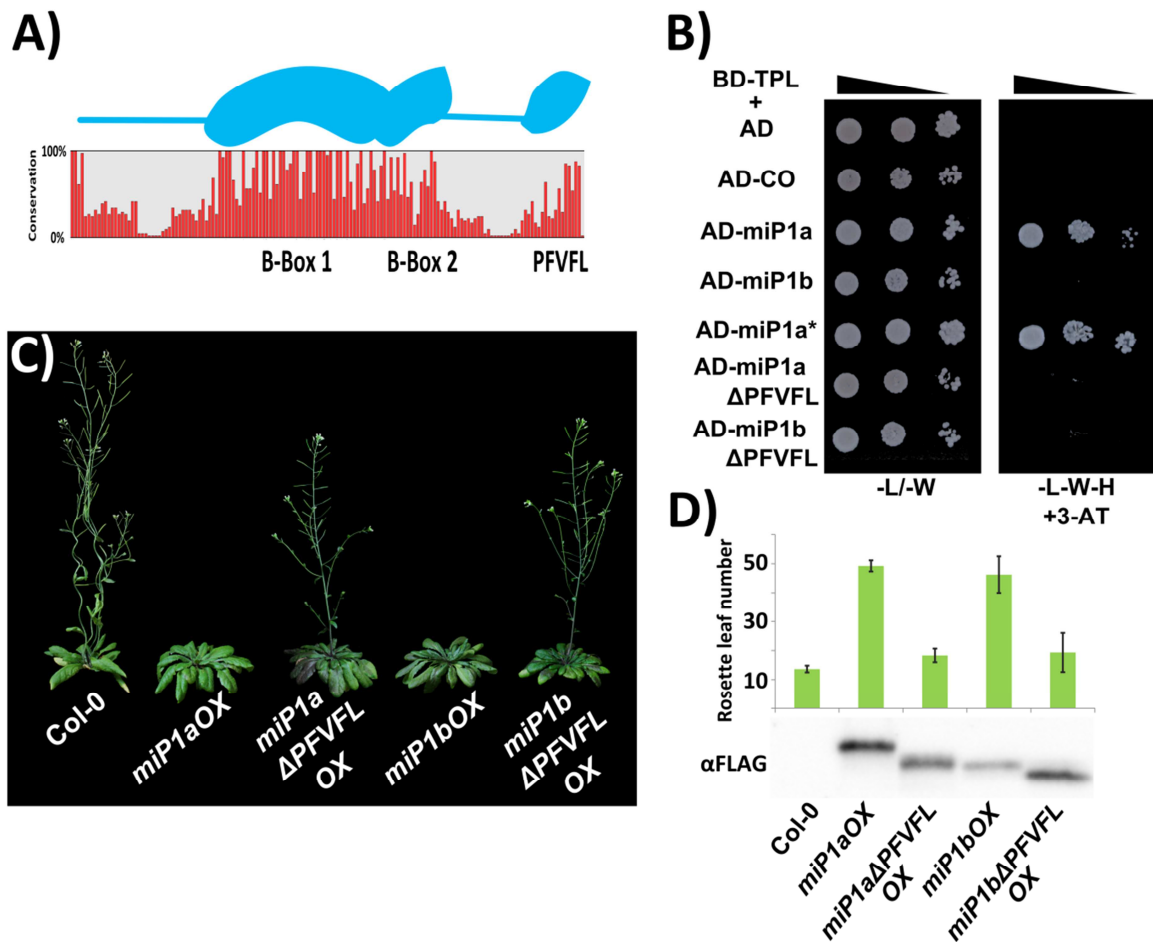 A)
100%
Conservation
0%
B-Box 1
B-Box 2
PFVFL
B)
BD-TPL
+
AD
AD-CO
AD-miP1a
AD-miP1b
AD-miP1a*
AD-miP1a
ΔPFVFL
AD-miP1b
ΔPFVFL
-L/-W
-L-W-H
+3-AT
C)
Col-0
miP1aOX
miP1a
ΔPFVFL
OX
miP1bOX
miP1b
ΔPFVFL
OX
D)
Rosette leaf number
50
30
10
αFLAG
Col-0
miP1aOX
miP1aΔPFVFL
OX
miP1bOX
miP1bΔPFVFL
OX